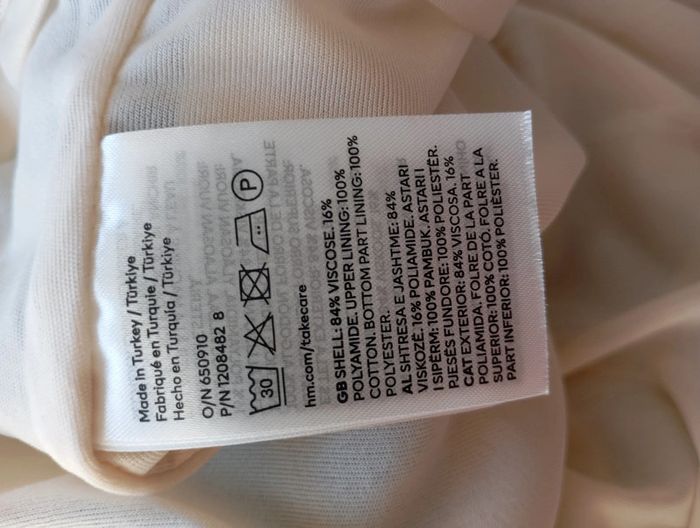 Made in Turkey / Türkiye
Fabriqué en Turquie / Türkiye
Hecho en Turquía / Türkiye
O/N 650910
P/N 1208482 8
30
P
hm.com/takecare
GB SHELL: 84% VISCOSE. 16%
POLYAMIDE. UPPER LINING: 100%
COTTON. BOTTOM PART LINING: 100%
POLYESTER.
AL SHTRESA E JASHTME: 84%
VISKOZË. 16% POLIAMIDE. ASTARI
I SIPËRM: 100% PAMBUK. ASTARI I
PJESËS FUNDORE: 100% POLIESTËR.
CAT EXTERIOR: 84% VISCOSA. 16%
POLIAMIDA. FOLRE DE LA PART
SUPERIOR: 100% COTÓ. FOLRE A LA
PART INFERIOR: 100% POLIÈSTER.